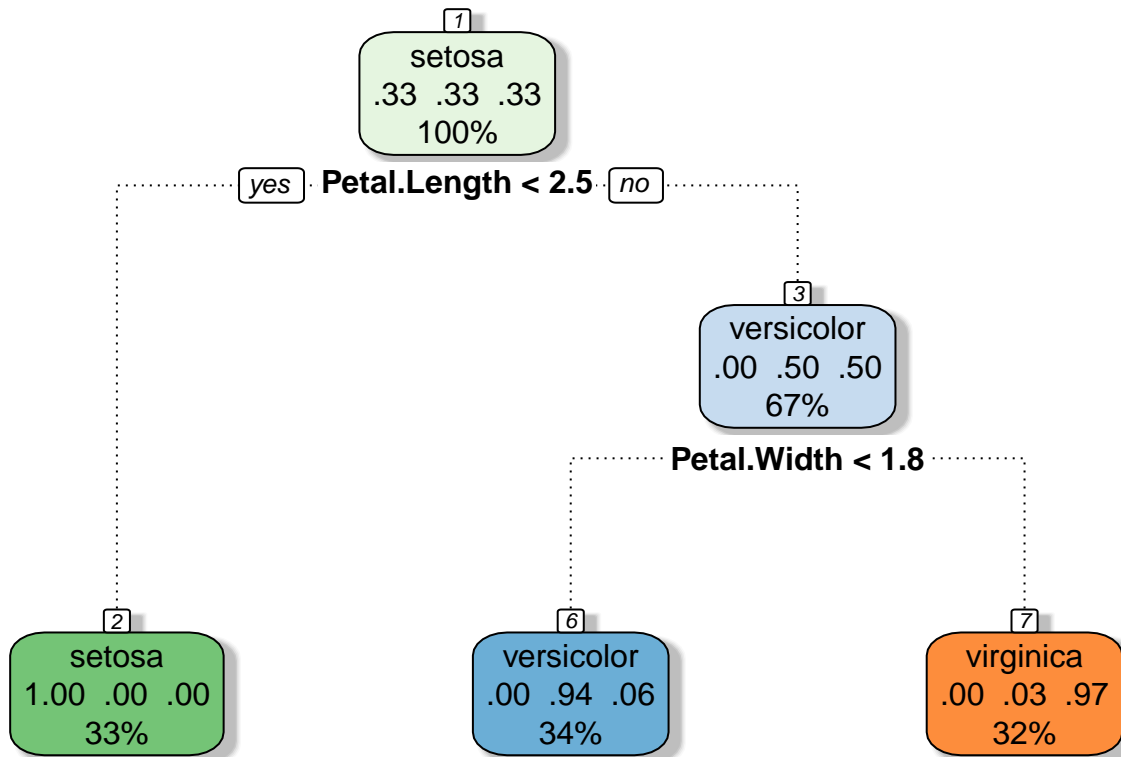 1
setosa
.33 .33 .33
100%
yes Petal.Length < 2.5 no
3
versicolor
.00 .50 .50
67%
Petal.Width < 1.8
2
setosa
1.00 .00 .00
33%
6
versicolor
.00 .94 .06
34%
7
virginica
.00 .03 .97
32%